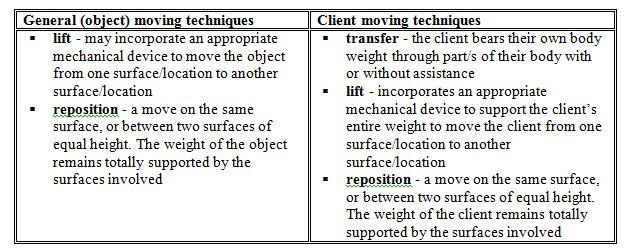 General (object) moving techniques
▪ lift - may incorporate an appropriate
mechanical device to move the object
from one surface/location to another
surface/location
▪ reposition - a move on the same
surface, or between two surfaces of
equal height. The weight of the object
remains totally supported by the
surfaces involved
Client moving techniques
▪ transfer - the client bears their own body
weight through part/s of their body with
or without assistance
▪ lift - incorporates an appropriate
mechanical device to support the client's
entire weight to move the client from one
surface/location to another
surface/location
▪ reposition - a move on the same surface,
or between two surfaces of equal height.
The weight of the client remains totally
supported by the surfaces involved